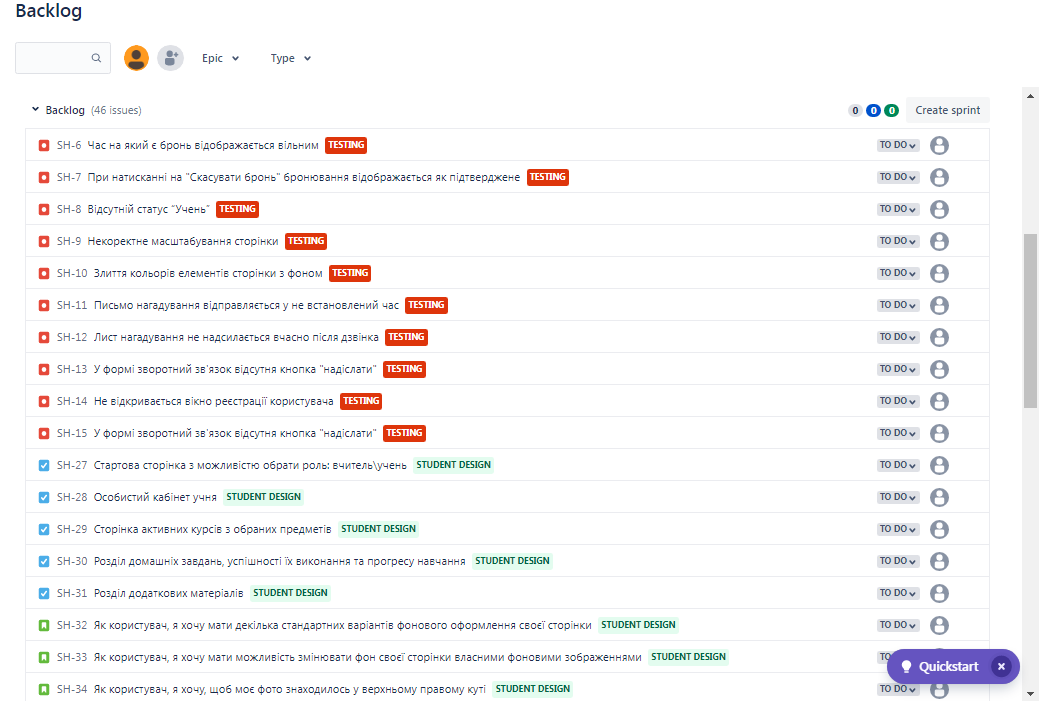 Backlog
Epic Type
Backlog (46 issues) 0 0 0 Create sprint
SH-6 Час на який є бронь відображається вільним TESTING TO DO
SH-7 При натисканні на "Скасувати бронь" бронювання відображається як підтверджене TESTING TO DO
SH-8 Відсутній статус "Учень" TESTING TO DO
SH-9 Некоректне масштабування сторінки TESTING TO DO
SH-10 Злиття кольорів елементів сторінки з фоном TESTING TO DO
SH-11 Письмо нагадування відправляється у не встановлений час TESTING TO DO
SH-12 Лист нагадування не надсилається вчасно після дзвінка TESTING TO DO
SH-13 У формі зворотний зв'язок відсутня кнопка "надіслати" TESTING TO DO
SH-14 Не відкривається вікно реєстрації користувача TESTING TO DO
SH-15 У формі зворотний зв'язок відсутня кнопка "надіслати" TESTING TO DO
SH-27 Стартова сторінка з можливістю обрати роль: вчитель\учень STUDENT DESIGN TO DO
SH-28 Особистий кабінет учня STUDENT DESIGN TO DO
SH-29 Сторінка активних курсів з обраних предметів STUDENT DESIGN TO DO
SH-30 Розділ домашніх завдань, успішності їх виконання та прогресу навчання STUDENT DESIGN TO DO
SH-31 Розділ додаткових матеріалів STUDENT DESIGN TO DO
SH-32 Як користувач, я хочу мати декілька стандартних варіантів фонового оформлення своєї сторінки STUDENT DESIGN TO DO
SH-33 Як користувач, я хочу мати можливість змінювати фон своєї сторінки власними фоновими зображеннями STUDENT DESIGN TO
Quickstart
SH-34 Як користувач, я хочу, щоб моє фото знаходилось у верхньому правому куті STUDENT DESIGN TO DO